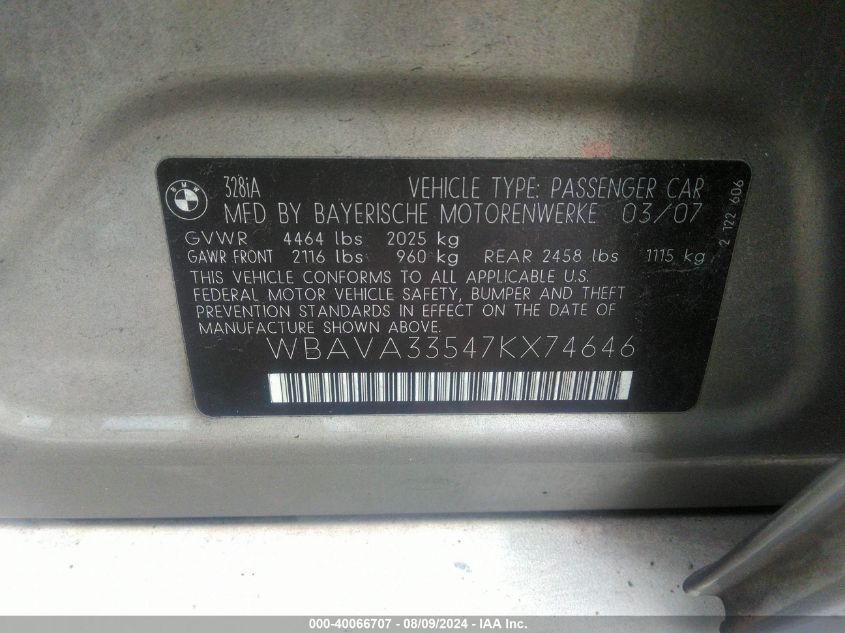 BMW
328iA VEHICLE TYPE: PASSENGER CAR
MFD BY BAYERISCHE MOTORENWERKE 03/07
GVWR 4464 lbs 2025 kg
GAWR FRONT 2116 lbs 960 kg REAR 2458 lbs 1115 kg
THIS VEHICLE CONFORMS TO ALL APPLICABLE U.S.
FEDERAL MOTOR VEHICLE SAFETY, BUMPER AND THEFT
PREVENTION STANDARDS IN EFFECT ON THE DATE OF
MANUFACTURE SHOWN ABOVE.
WBAVA33547KX74646
2 122 606
000-40066707 - 08/09/2024 - IAA Inc.